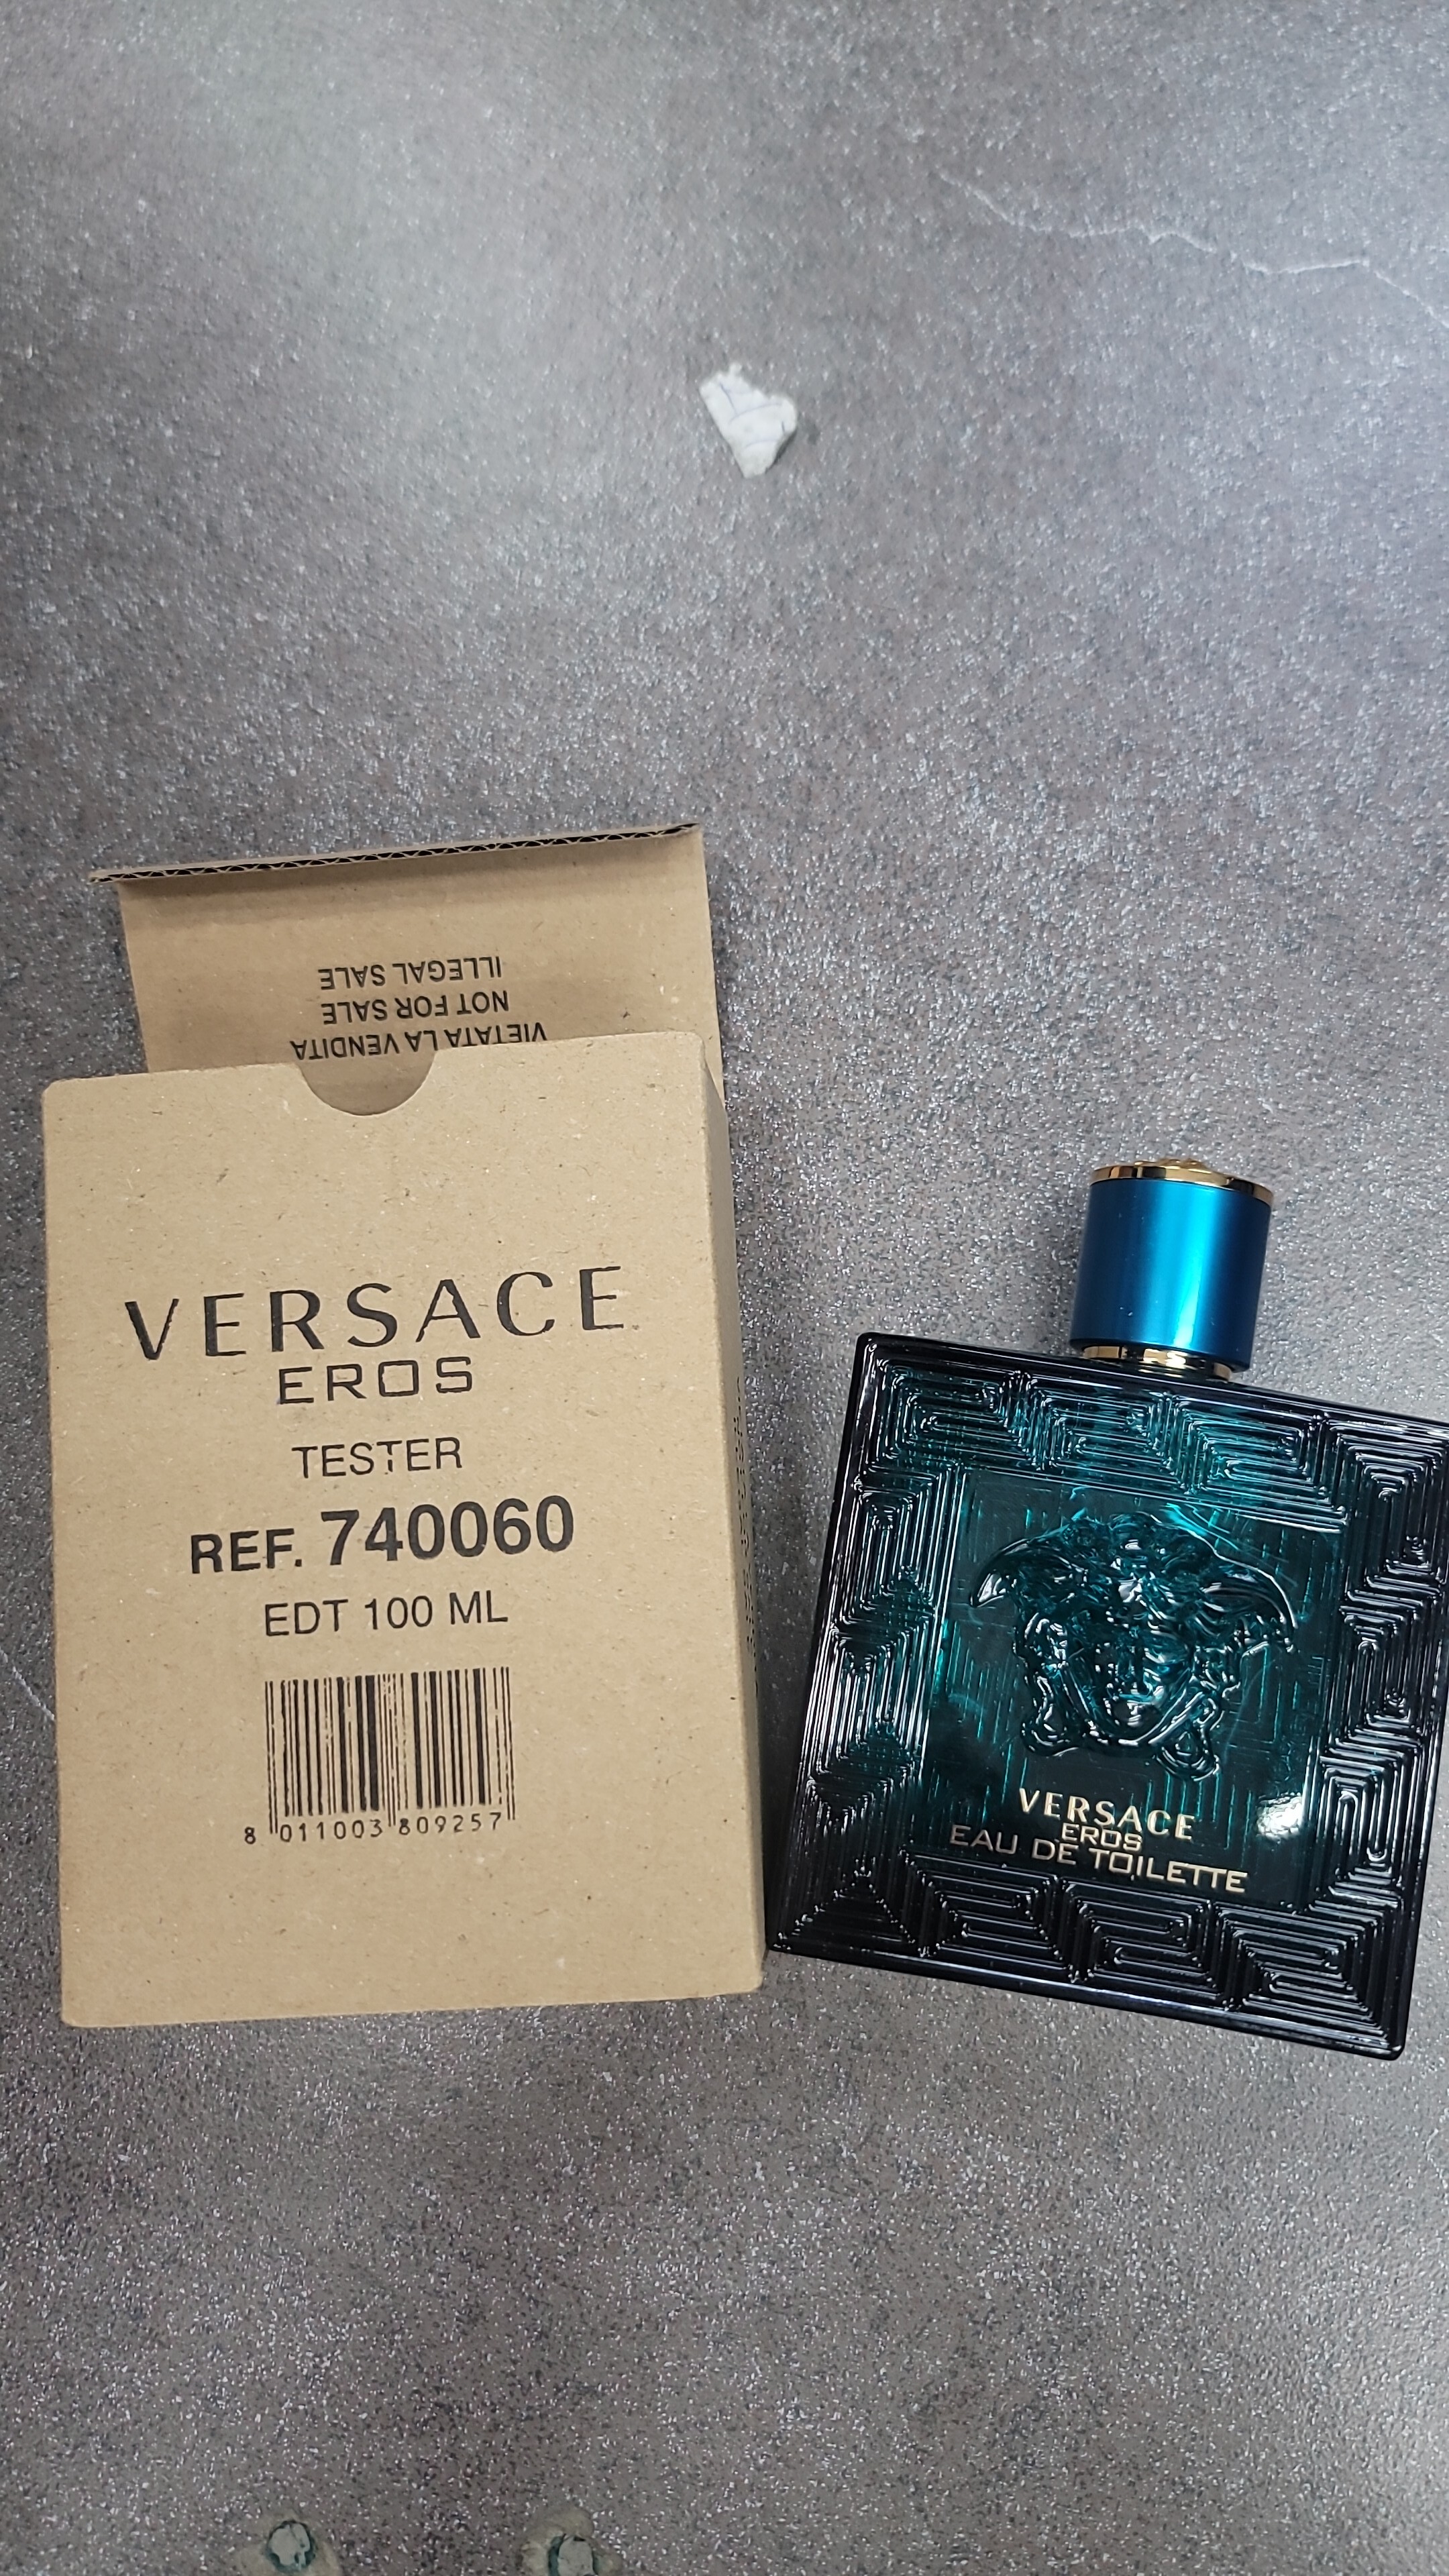 ILLEGAL SALE
NOT FOR SALE
VIETATA LA VENDITA
VERSACE
EROS
TESTER
REF. 740060
EDT 100 ML
8 011003 809257
VERSACE
EROS
EAU DE TOILETTE